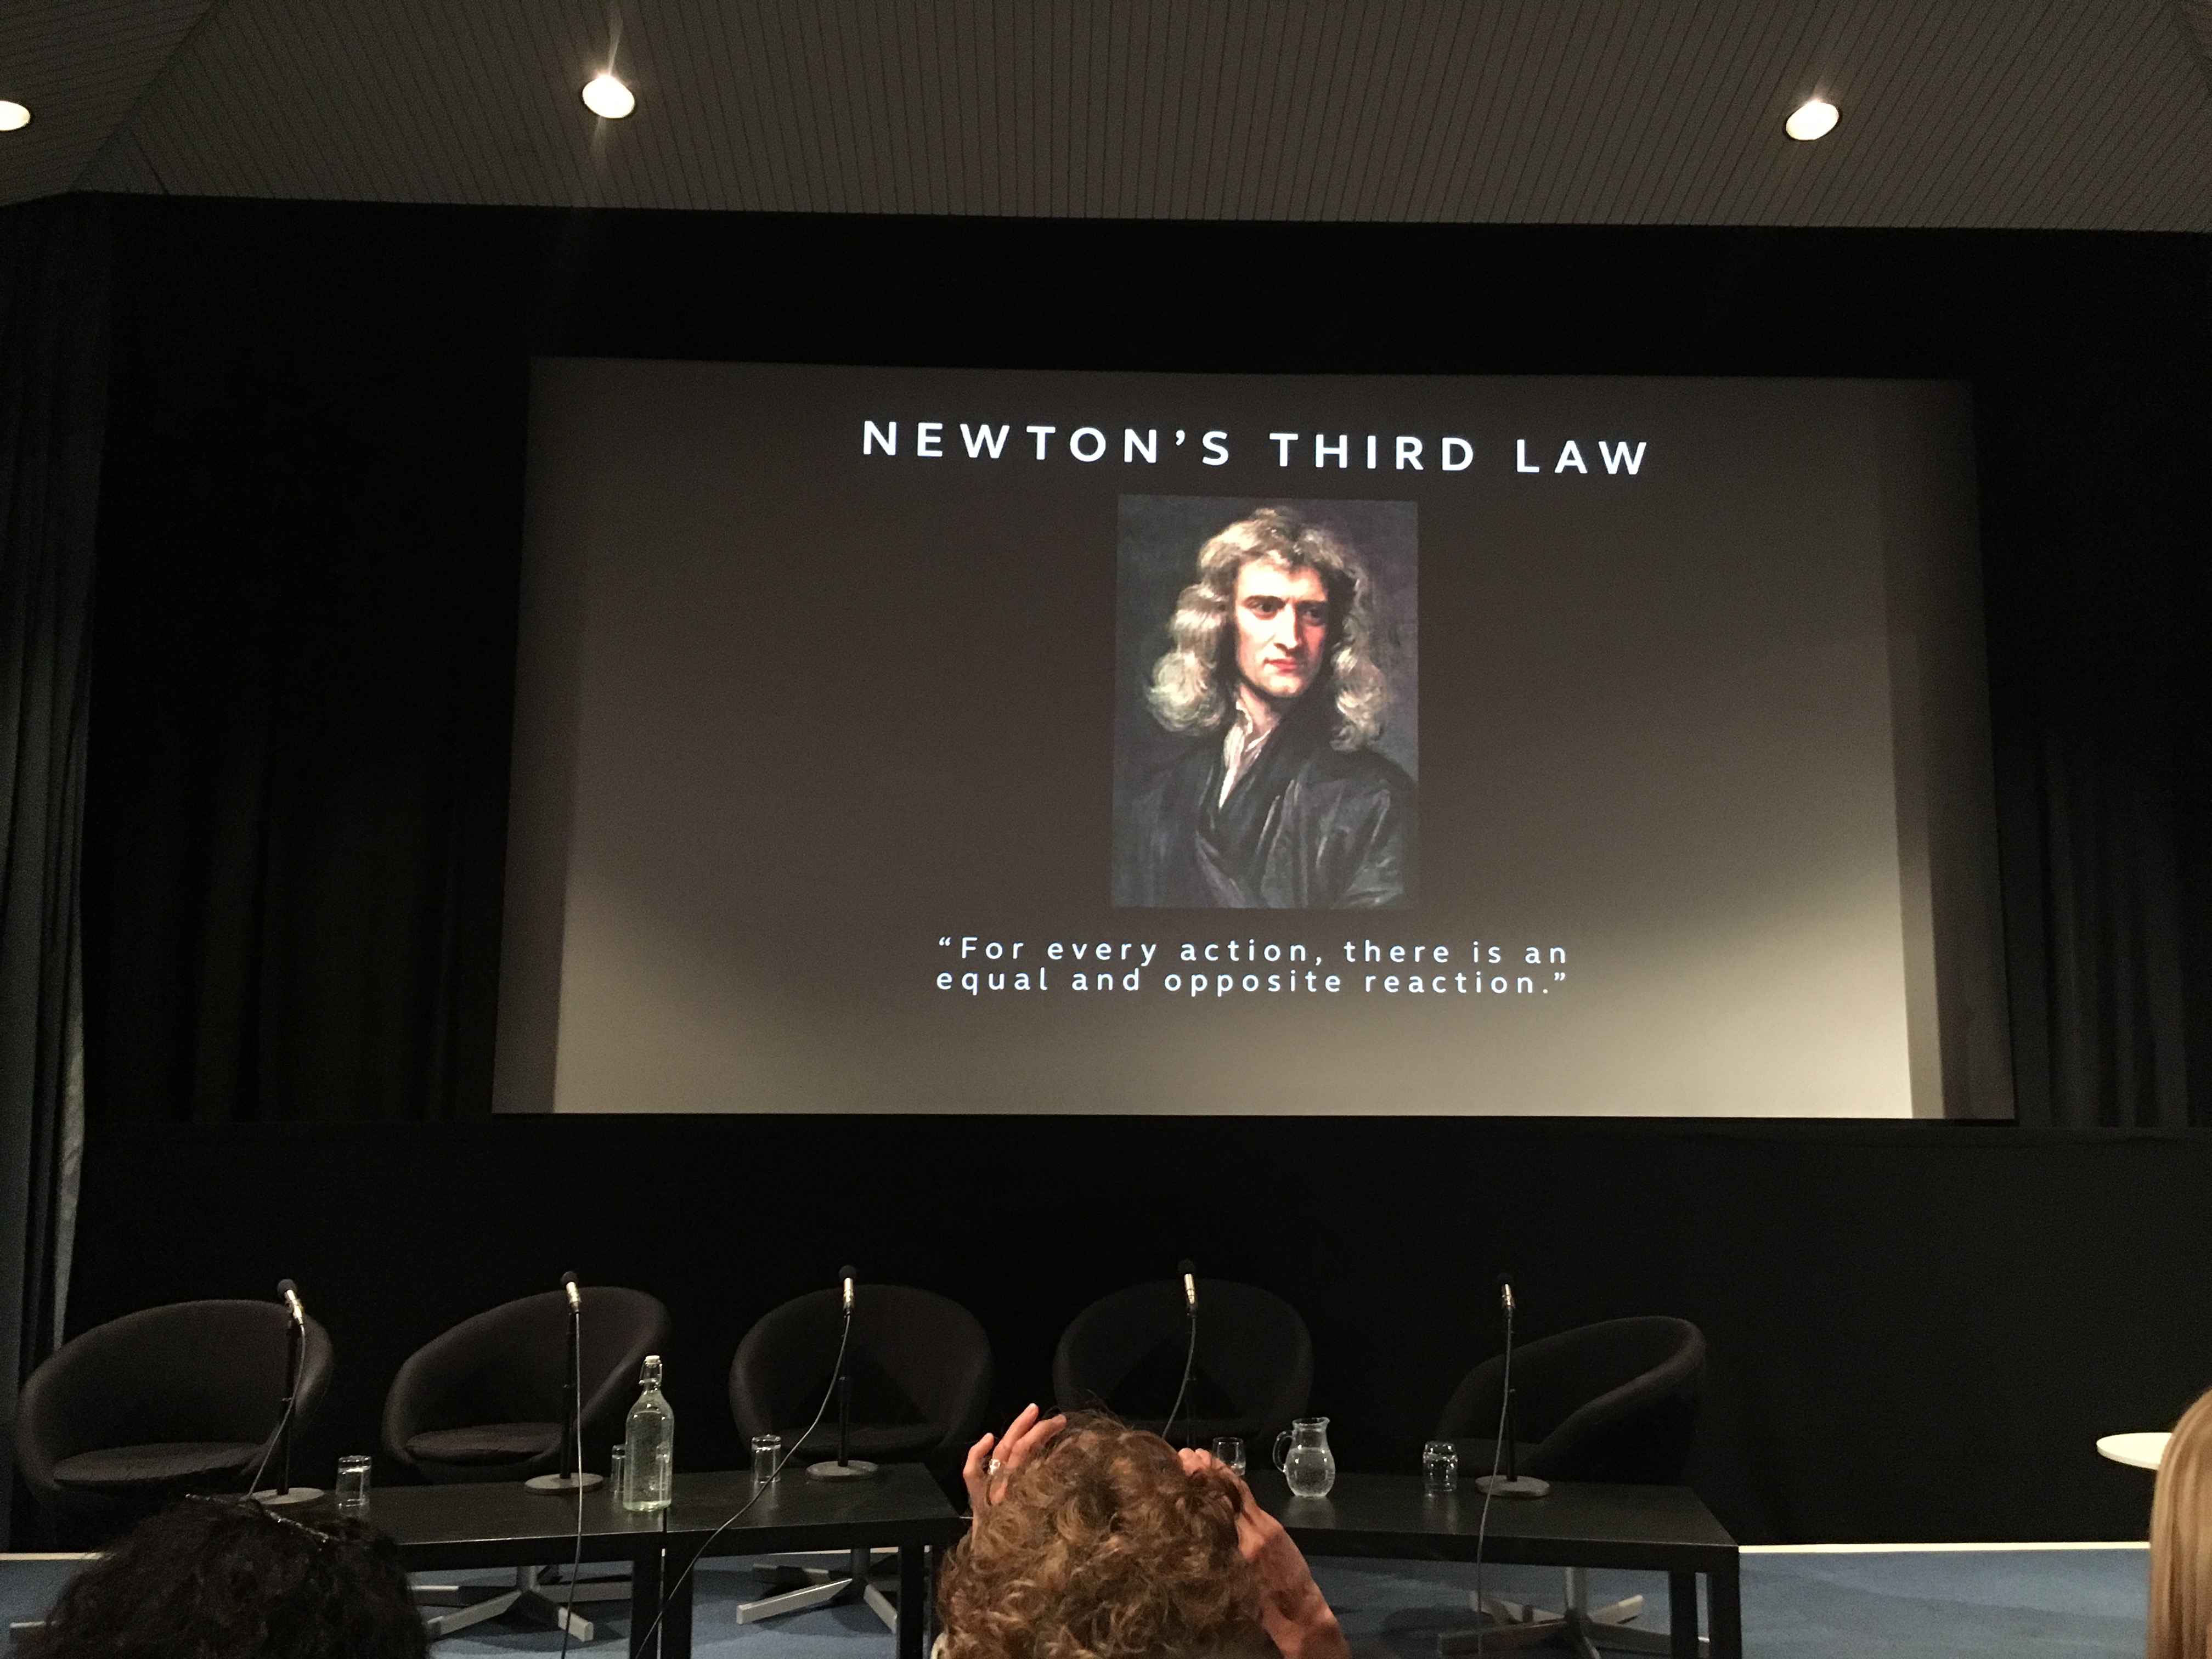 NEWTON’S THIRD LAW
“For every action, there is an
equal and opposite reaction.”